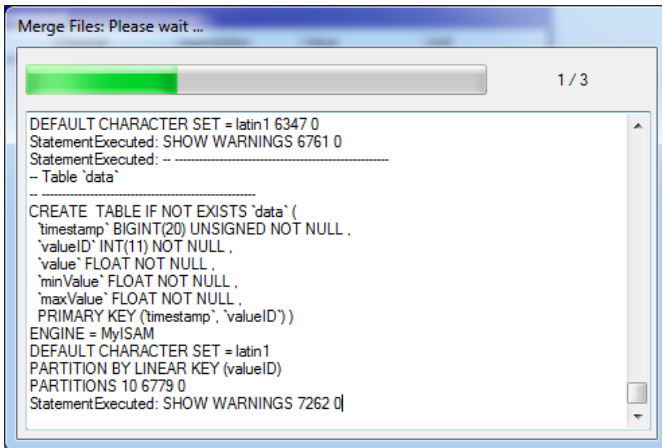 Merge Files: Please wait ...
1 / 3
DEFAULT CHARACTER SET = latin1 6347 0
StatementExecuted: SHOW WARNINGS 6761 0
StatementExecuted: -- -----------------------------------------------------
-- Table `data`
-- -----------------------------------------------------
CREATE  TABLE IF NOT EXISTS `data` (
  `timestamp` BIGINT(20) UNSIGNED NOT NULL ,
  `valueID` INT(11) NOT NULL ,
  `value` FLOAT NOT NULL ,
  `minValue` FLOAT NOT NULL ,
  `maxValue` FLOAT NOT NULL ,
  PRIMARY KEY (`timestamp`, `valueID`) )
ENGINE = MyISAM
DEFAULT CHARACTER SET = latin1
PARTITION BY LINEAR KEY (valueID)
PARTITIONS 10 6779 0
StatementExecuted: SHOW WARNINGS 7262 0